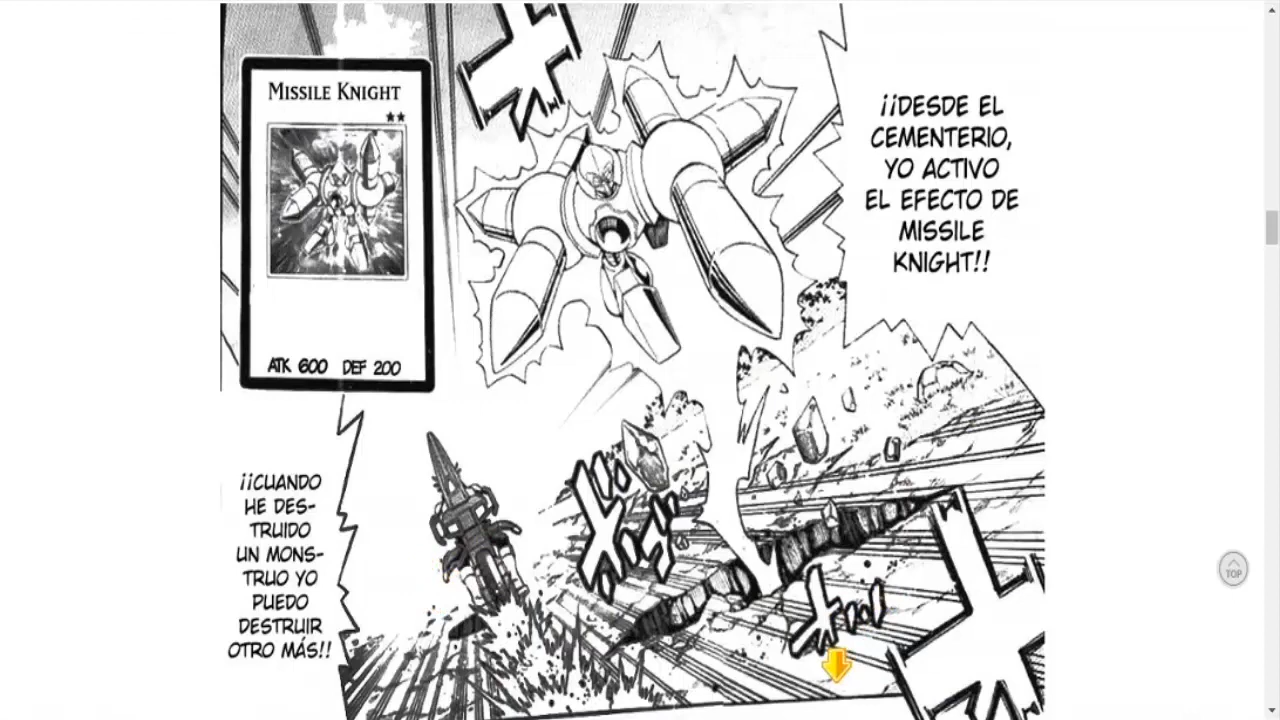 MISSILE KNIGHT
ATK 600 DEF 200
¡¡DESDE EL
CEMENTERIO,
YO ACTIVO
EL EFECTO DE
MISSILE
KNIGHT!!
¡¡CUANDO
HE DES-
TRUIDO
UN MONS-
TRUO YO
PUEDO
DESTRUIR
OTRO MÁS!!
TOP